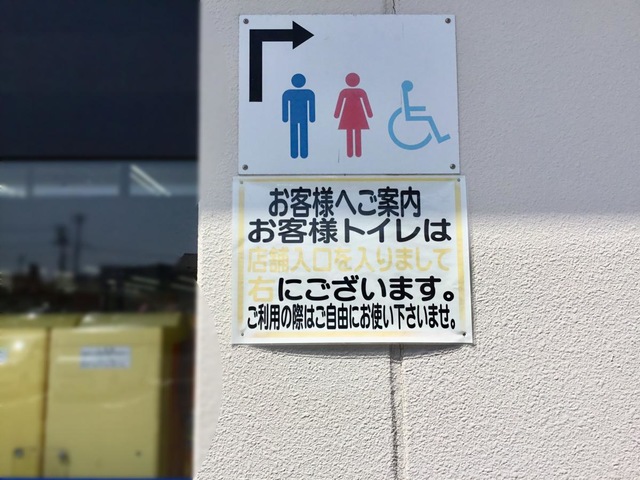 お客様へご案内
お客様トイレは
店舗入口を入りまして
右にございます。
ご利用の際はご自由にお使い下さいませ。